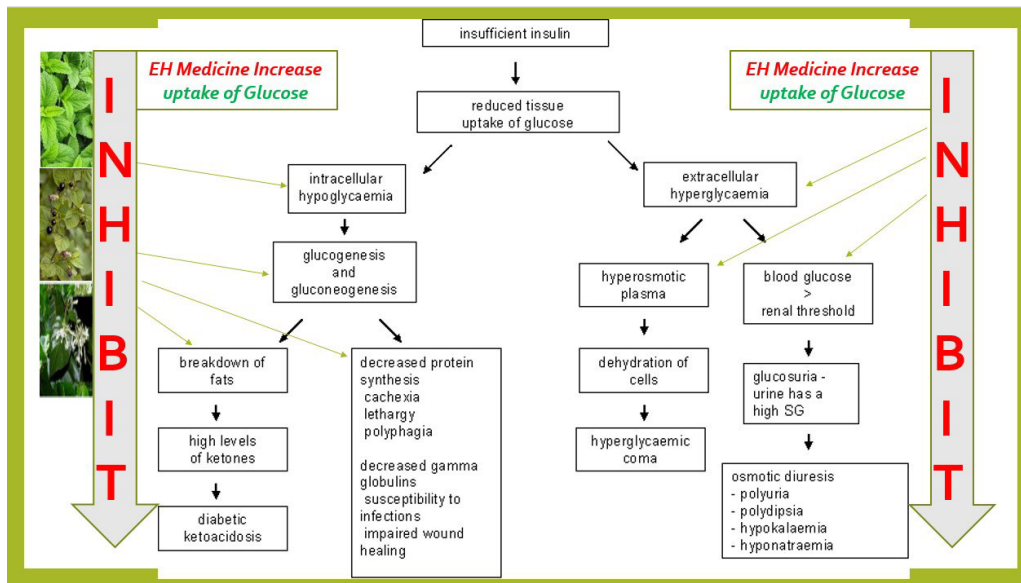 insufficient insulin
EH Medicine Increase
uptake of Glucose
EH Medicine Increase
uptake of Glucose
INHIBIT
INHIBIT
reduced tissue
uptake of glucose
intracellular
hypoglycaemia
extracellular
hyperglycaemia
glucogenesis
and
gluconeogenesis
hyperosmotic
plasma
blood glucose
>
renal threshold
breakdown of
fats
decreased protein
synthesis
cachexia
lethargy
polyphagia
decreased gamma
globulins
susceptibility to
infections
impaired wound
healing
dehydration of
cells
glucosuria -
urine has a
high SG
high levels
of ketones
hyperglycaemic
coma
diabetic
ketoacidosis
osmotic diuresis
- polyuria
- polydipsia
- hypokalaemia
- hyponatraemia